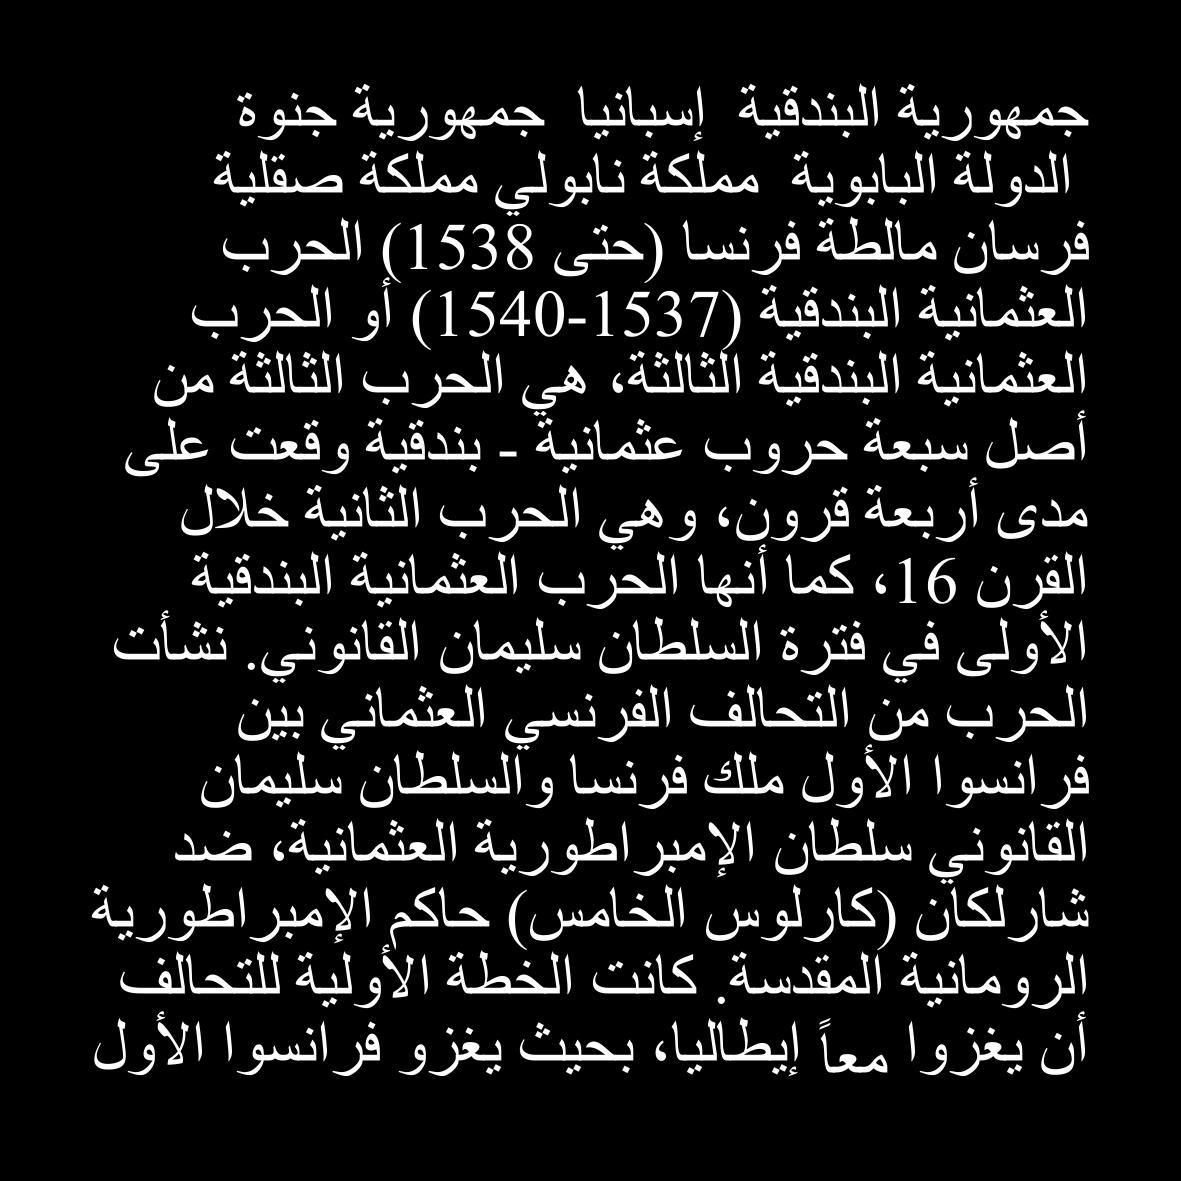 جمهورية البندقية  إسبانيا  جمهورية جنوة
الدولة البابوية  مملكة نابولي مملكة صقلية
فرسان مالطة فرنسا (حتى 1538) الحرب
العثمانية البندقية (1537-1540) أو الحرب
العثمانية البندقية الثالثة، هي الحرب الثالثة من
أصل سبعة حروب عثمانية - بندقية وقعت على
مدى أربعة قرون، وهي الحرب الثانية خلال
القرن 16، كما أنها الحرب العثمانية البندقية
الأولى في فترة السلطان سليمان القانوني. نشأت
الحرب من التحالف الفرنسي العثماني بين
فرانسوا الأول ملك فرنسا والسلطان سليمان
القانوني سلطان الإمبراطورية العثمانية، ضد
شارلكان (كارلوس الخامس) حاكم الإمبراطورية
الرومانية المقدسة. كانت الخطة الأولية للتحالف
أن يغزوا معاً إيطاليا، بحيث يغزو فرانسوا الأول